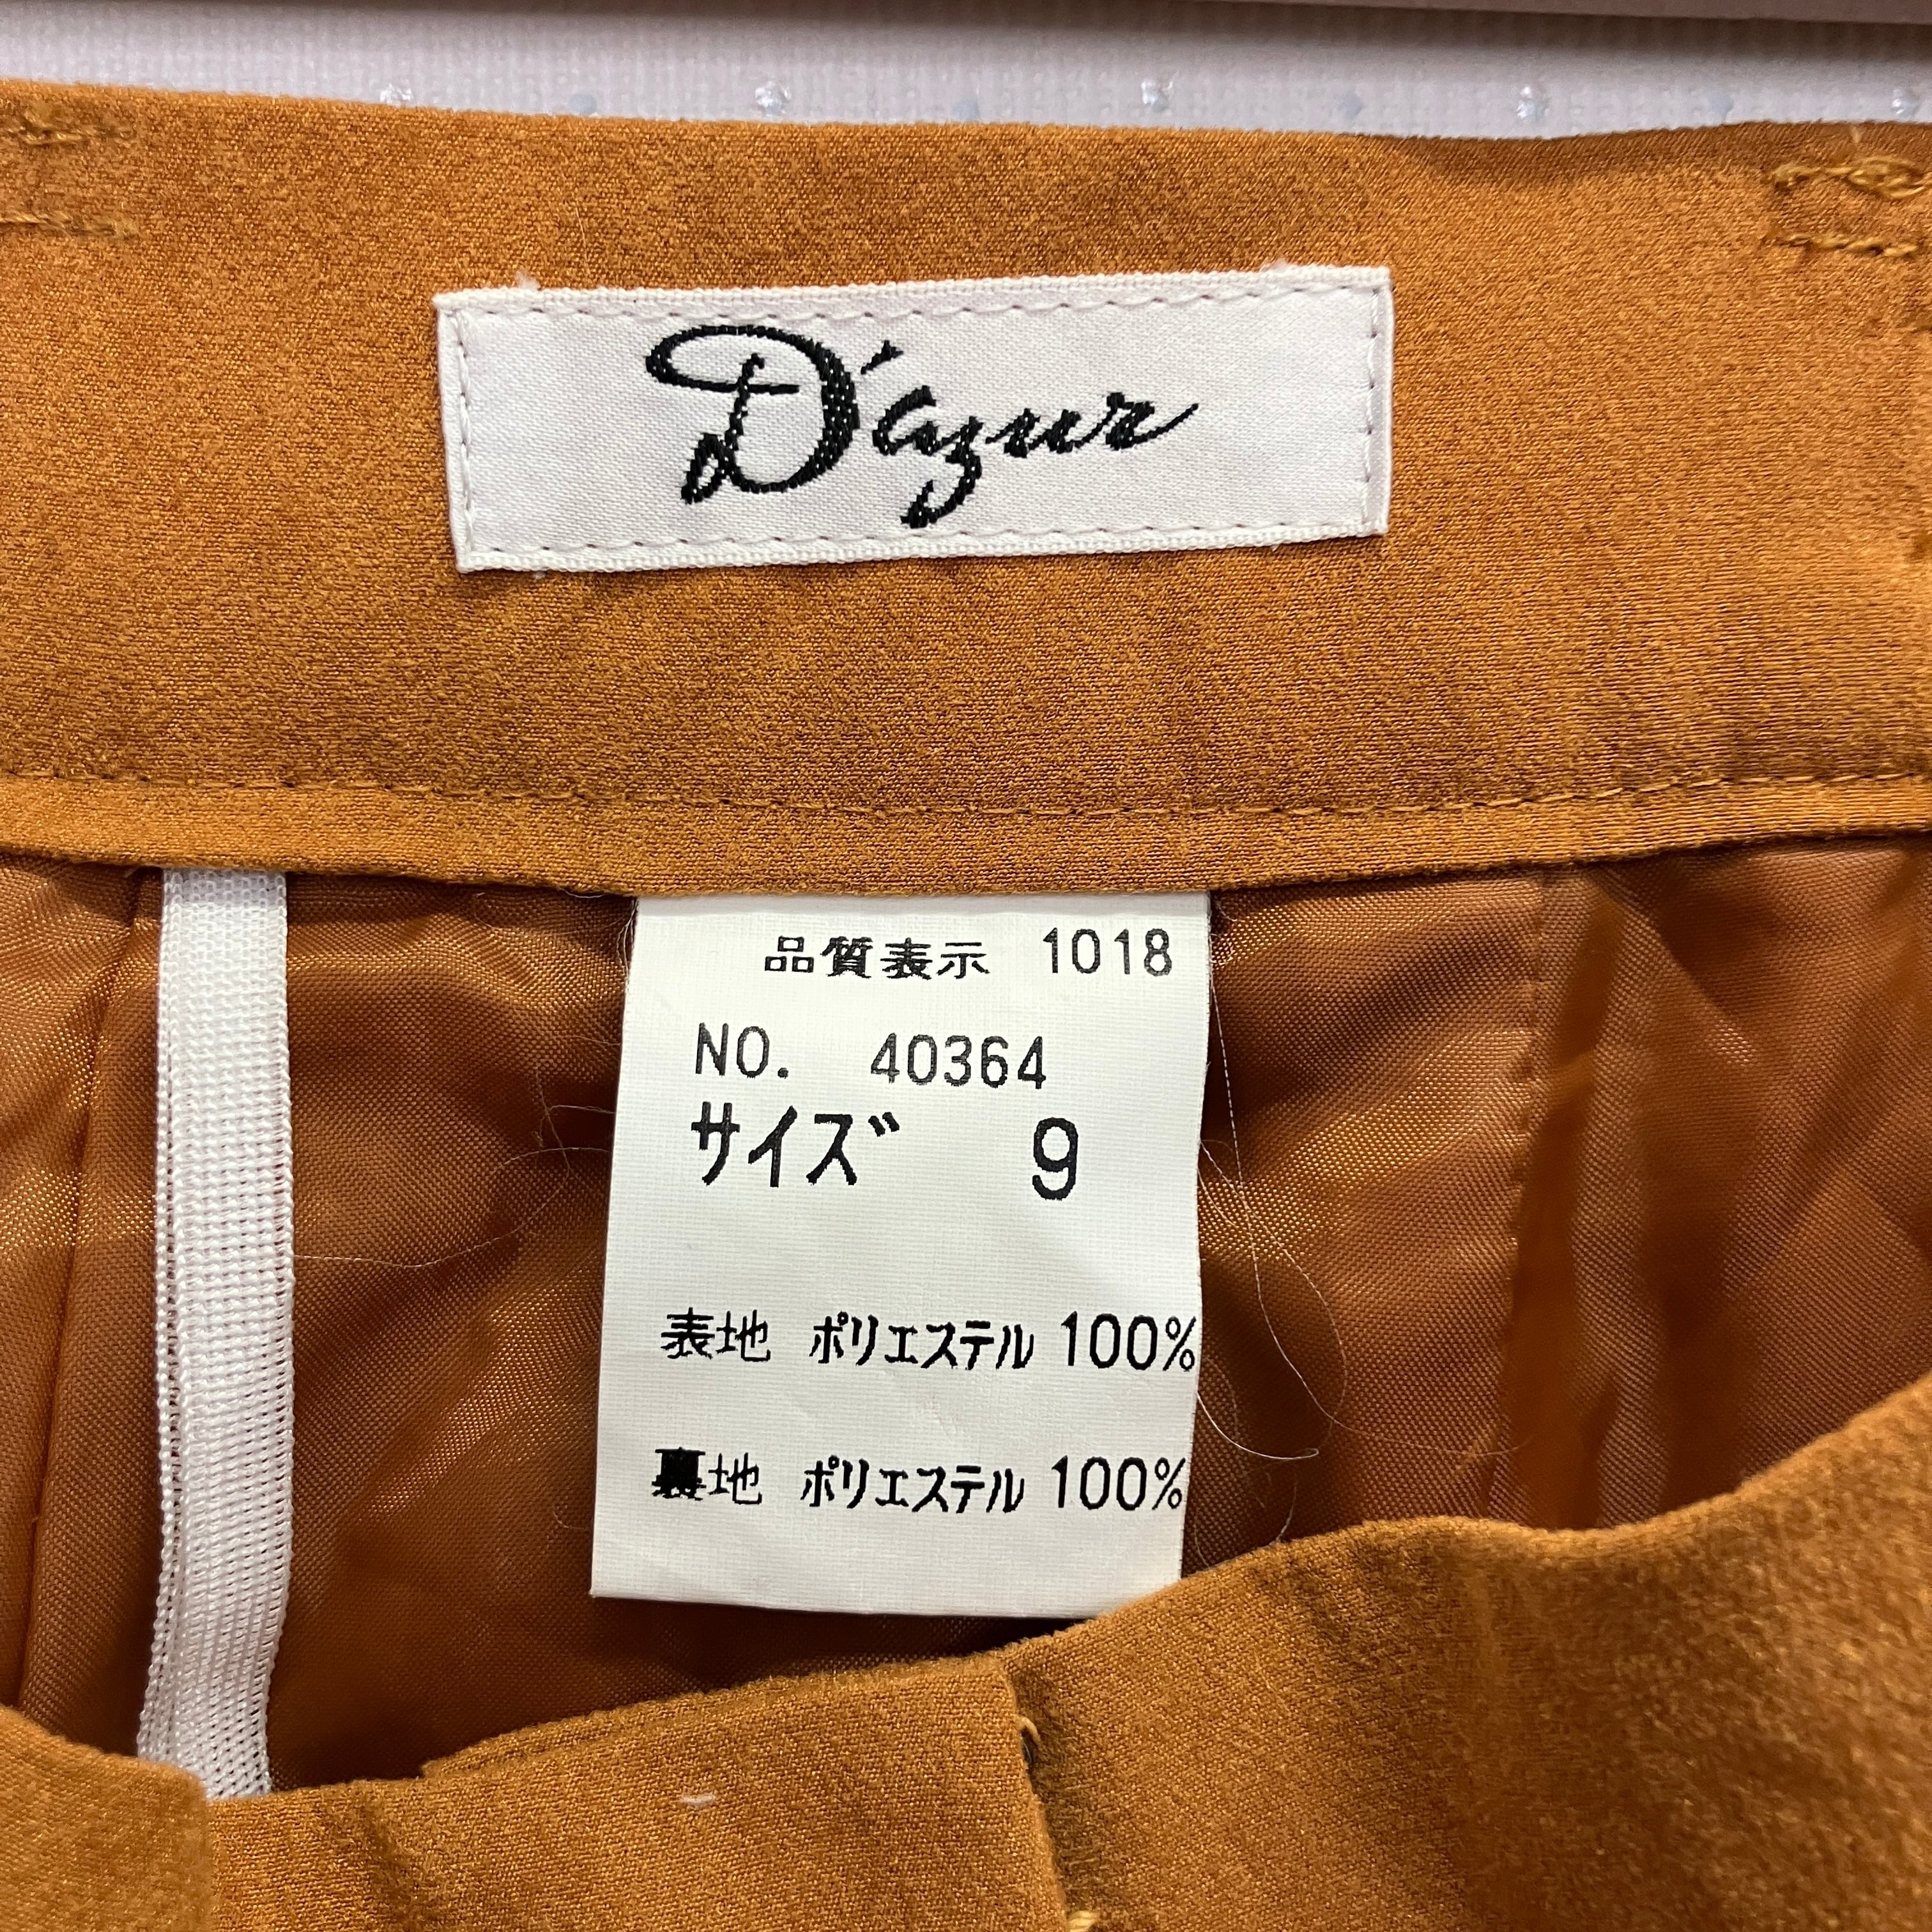 D'azur
品質表示 1018
NO. 40364
サイズ 9
表地 ポリエステル 100%
裏地 ポリエステル 100%